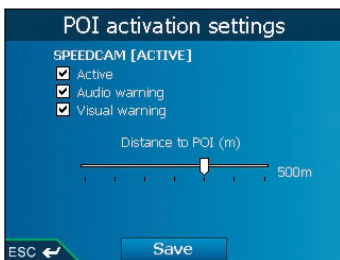 POI activation settings
SPEEDCAM [ACTIVE]
Active
Audio warning
Visual warning
Distance to POI (m)
500m
ESC
Save